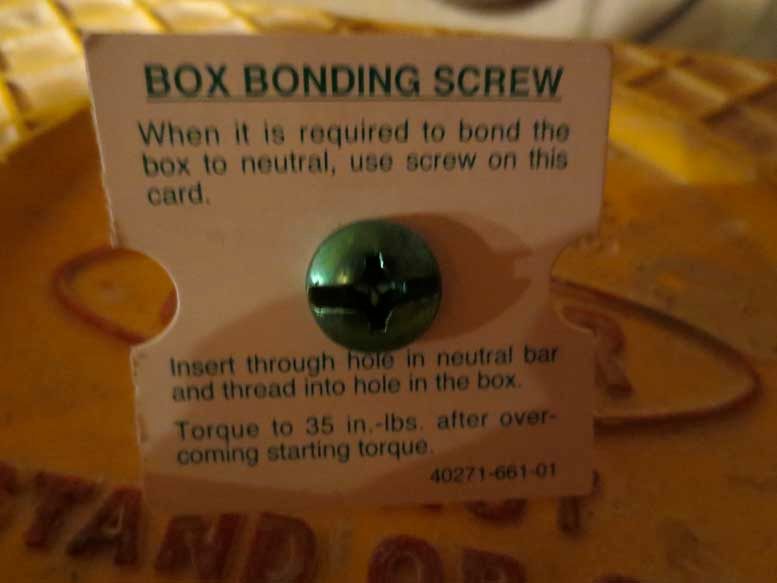 BOX BONDING SCREW
When it is required to bond the
box to neutral, use screw on this
card.
Insert through hole in neutral bar
and thread into hole in the box.
Torque to 35 in.-lbs. after over-
coming starting torque.
40271-661-01
STAND OR